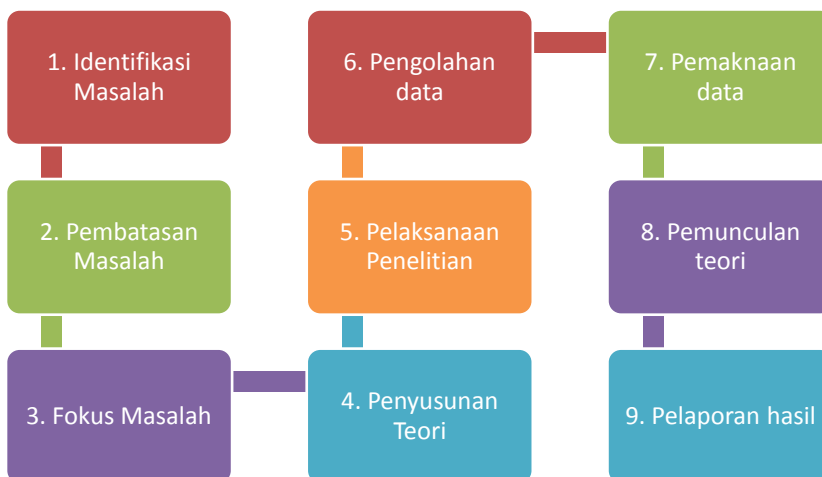 1. Identifikasi
Masalah
2. Pembatasan
Masalah
3. Fokus Masalah
4. Penyusunan
Teori
5. Pelaksanaan
Penelitian
6. Pengolahan
data
7. Pemaknaan
data
8. Pemunculan
teori
9. Pelaporan hasil